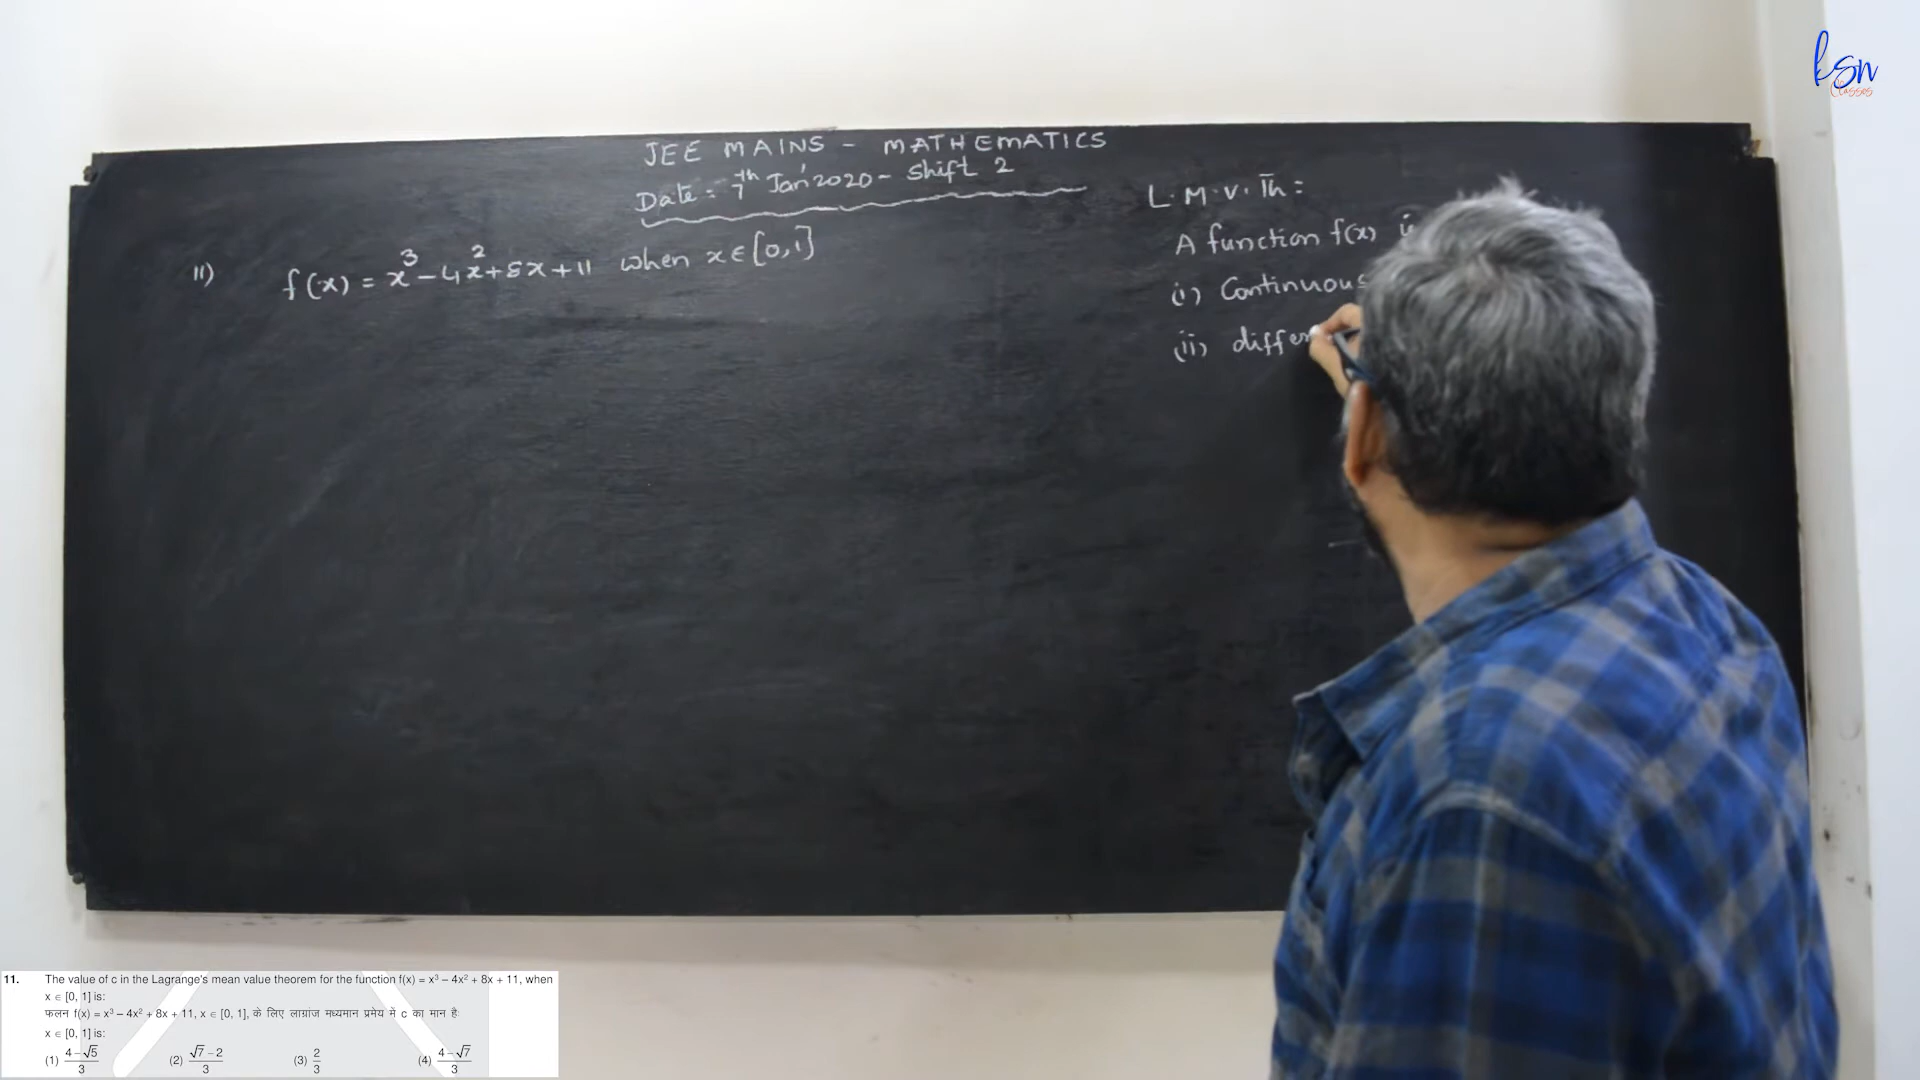 ksn
Classes
JEE MAINS - MATHEMATICS
Date: 7th Jan'2020 - Shift 2
11) f(x) = x³ - 4x² + 8x + 11 when x ∈ [0,1]
L.M.V.Th:
A function f(x)
(i) Continuous
(ii) differ
11. The value of c in the Lagrange's mean value theorem for the function f(x) = x³ – 4x² + 8x + 11, when
x ∈ [0, 1] is:
फलन f(x) = x³ – 4x² + 8x + 11, x ∈ [0, 1], के लिए लाग्रांज मध्यमान प्रमेय में c का मान है
x ∈ [0, 1] is:
(1) (4 – √5)/3 (2) (√7 – 2)/3 (3) 2/3 (4) (4 – √7)/3